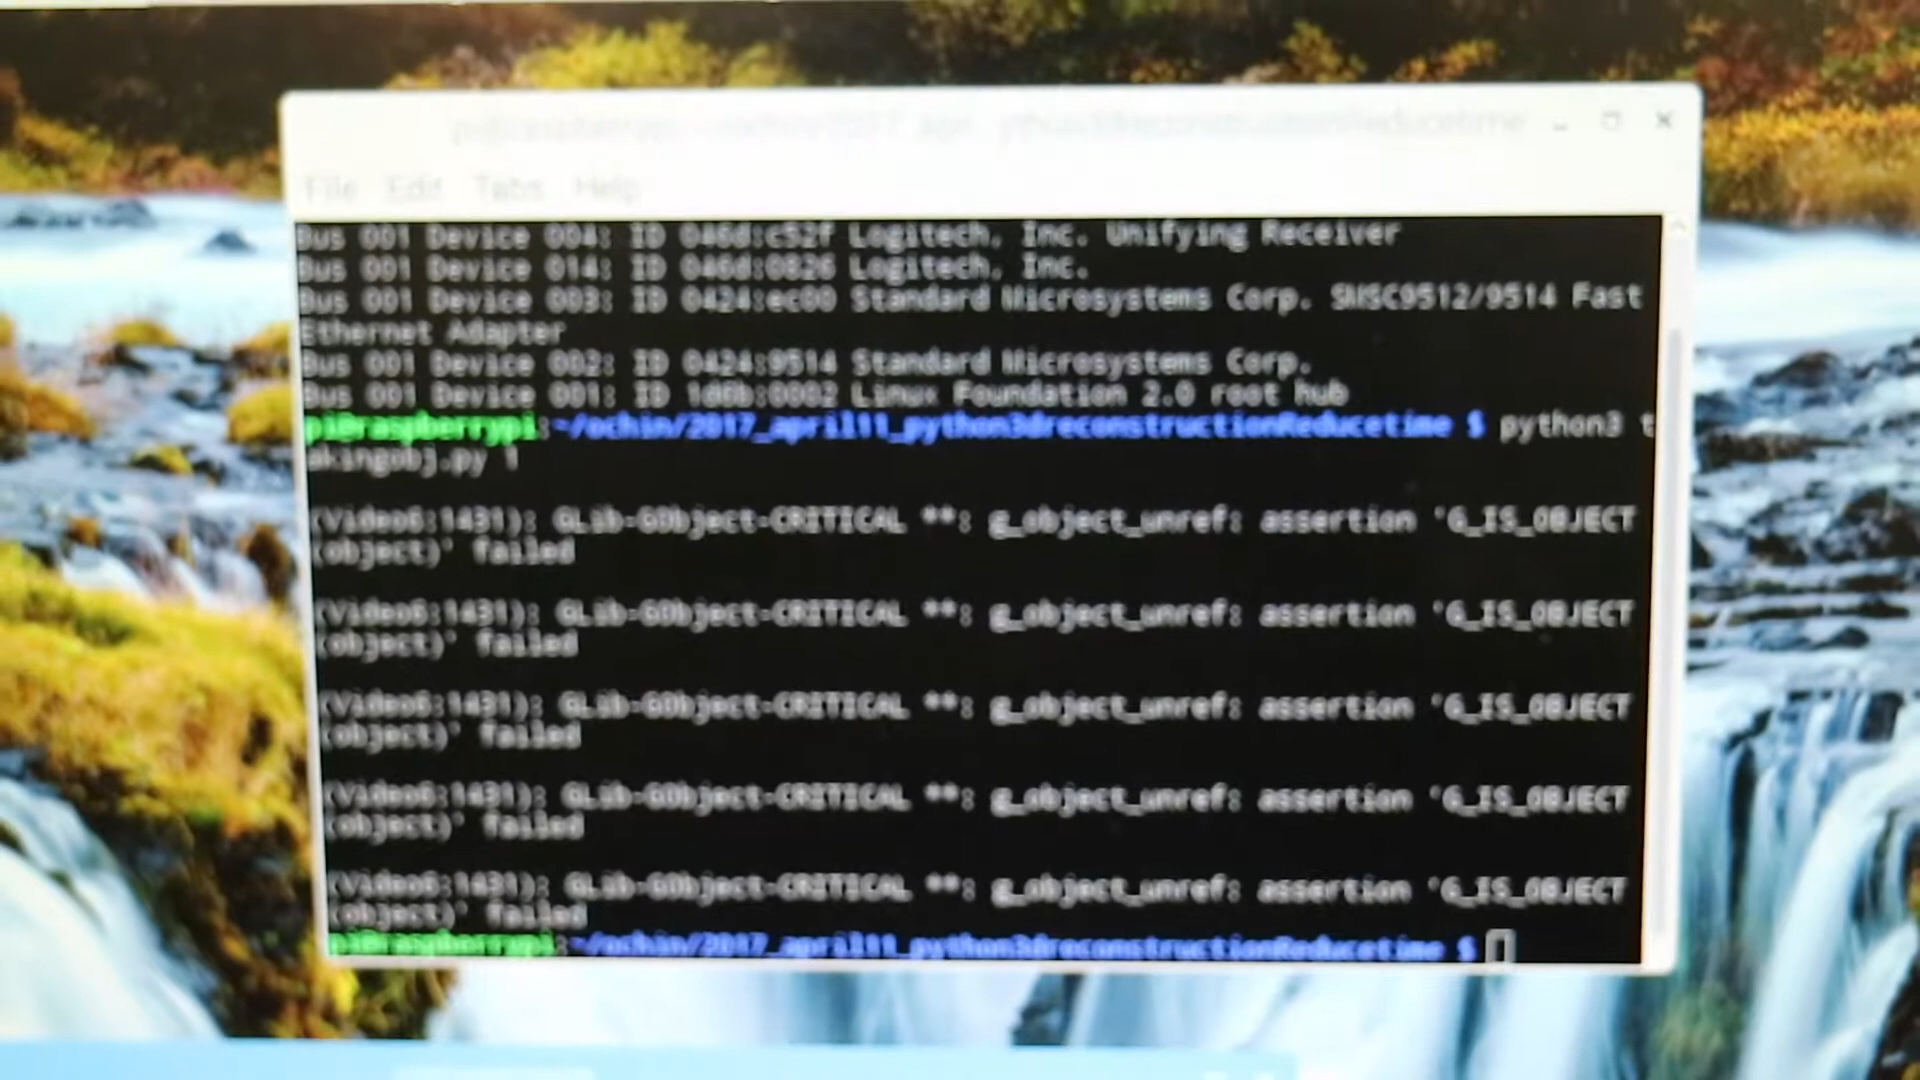 File Edit Tabs Help
Bus 001 Device 004: ID 046d:c52f Logitech, Inc. Unifying Receiver
Bus 001 Device 014: ID 046d:0826 Logitech, Inc.
Bus 001 Device 003: ID 0424:ec00 Standard Microsystems Corp. SMSC9512/9514 Fast
Ethernet Adapter
Bus 001 Device 002: ID 0424:9514 Standard Microsystems Corp.
Bus 001 Device 001: ID 1d6b:0002 Linux Foundation 2.0 root hub
pi@raspberrypi:~/ochin/2017_april11_python3dreconstructionReducetime $ python3 t
akingobj.py 1
(Video6:1431): GLib-GObject-CRITICAL **: g_object_unref: assertion 'G_IS_OBJECT
(object)' failed
(Video6:1431): GLib-GObject-CRITICAL **: g_object_unref: assertion 'G_IS_OBJECT
(object)' failed
(Video6:1431): GLib-GObject-CRITICAL **: g_object_unref: assertion 'G_IS_OBJECT
(object)' failed
(Video6:1431): GLib-GObject-CRITICAL **: g_object_unref: assertion 'G_IS_OBJECT
(object)' failed
(Video6:1431): GLib-GObject-CRITICAL **: g_object_unref: assertion 'G_IS_OBJECT
(object)' failed
pi@raspberrypi:~/ochin/2017_april11_python3dreconstructionReducetime $